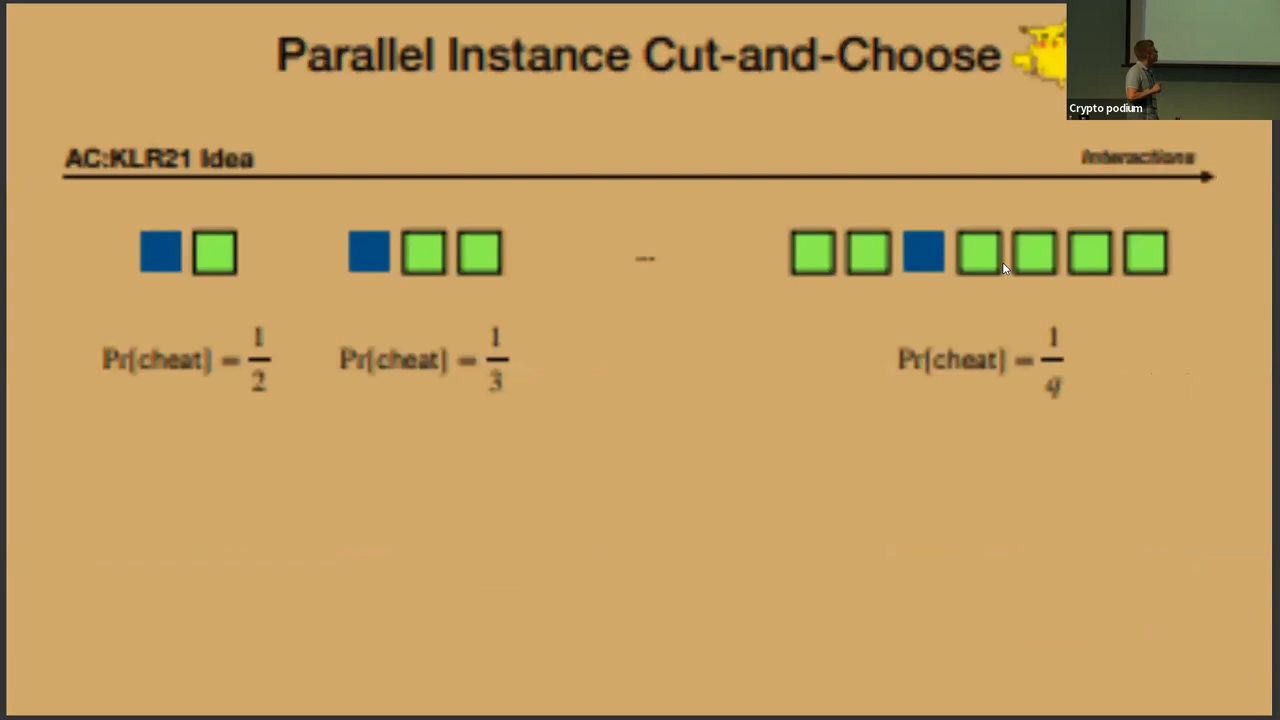 Parallel Instance Cut-and-Choose
Crypto podium
AC:KLR21 Idea
Interactions
...
Pr[cheat] = 1/2
Pr[cheat] = 1/3
Pr[cheat] = 1/q